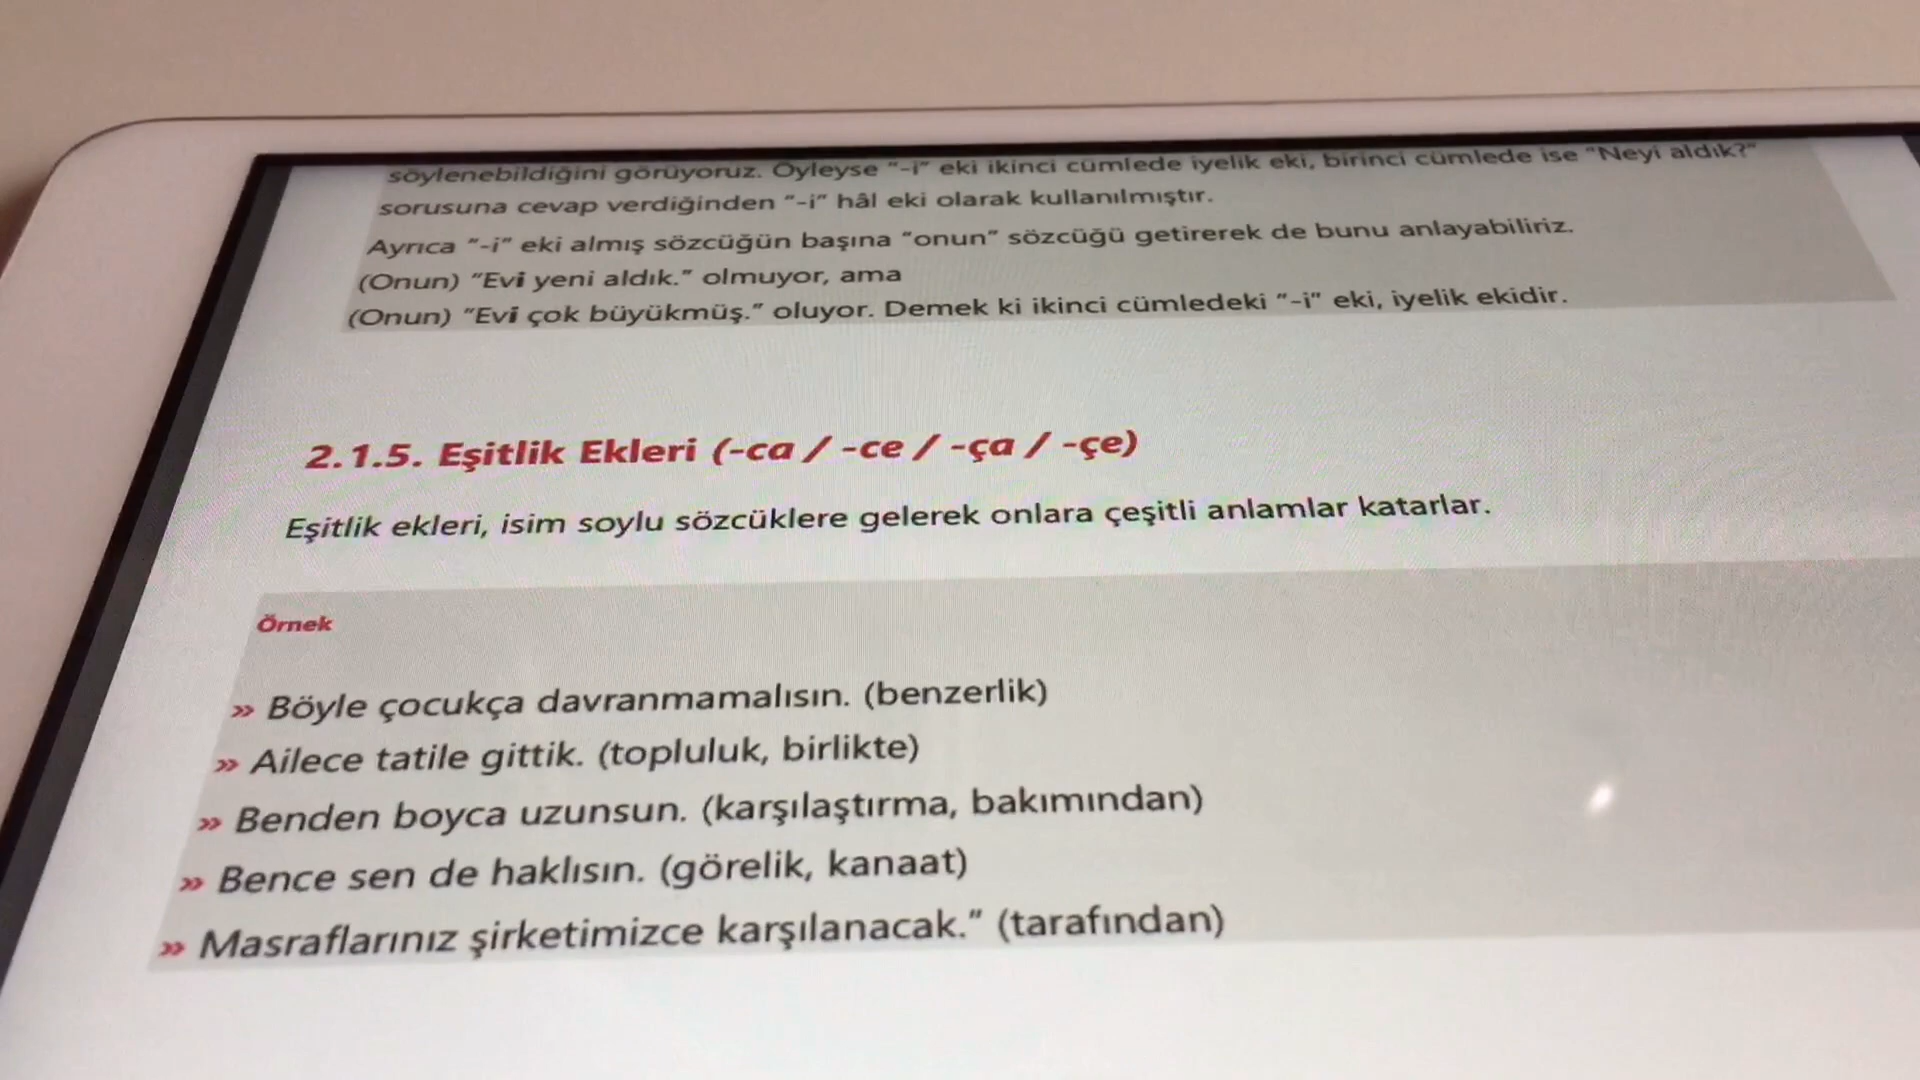 söylenebildiğini görüyoruz. Öyleyse "-i" eki ikinci cümlede iyelik eki, birinci cümlede ise "Neyi aldık?"
sorusuna cevap verdiğinden "-i" hâl eki olarak kullanılmıştır.
Ayrıca "-i" eki almış sözcüğün başına "onun" sözcüğü getirerek de bunu anlayabiliriz.
(Onun) "Evi yeni aldık." olmuyor, ama
(Onun) "Evi çok büyükmüş." oluyor. Demek ki ikinci cümledeki "-i" eki, iyelik ekidir.
2.1.5. Eşitlik Ekleri (-ca / -ce / -ça / -çe)
Eşitlik ekleri, isim soylu sözcüklere gelerek onlara çeşitli anlamlar katarlar.
Örnek
» Böyle çocukça davranmamalısın. (benzerlik)
» Ailece tatile gittik. (topluluk, birlikte)
» Benden boyca uzunsun. (karşılaştırma, bakımından)
» Bence sen de haklısın. (görelik, kanaat)
» Masraflarınız şirketimizce karşılanacak." (tarafından)